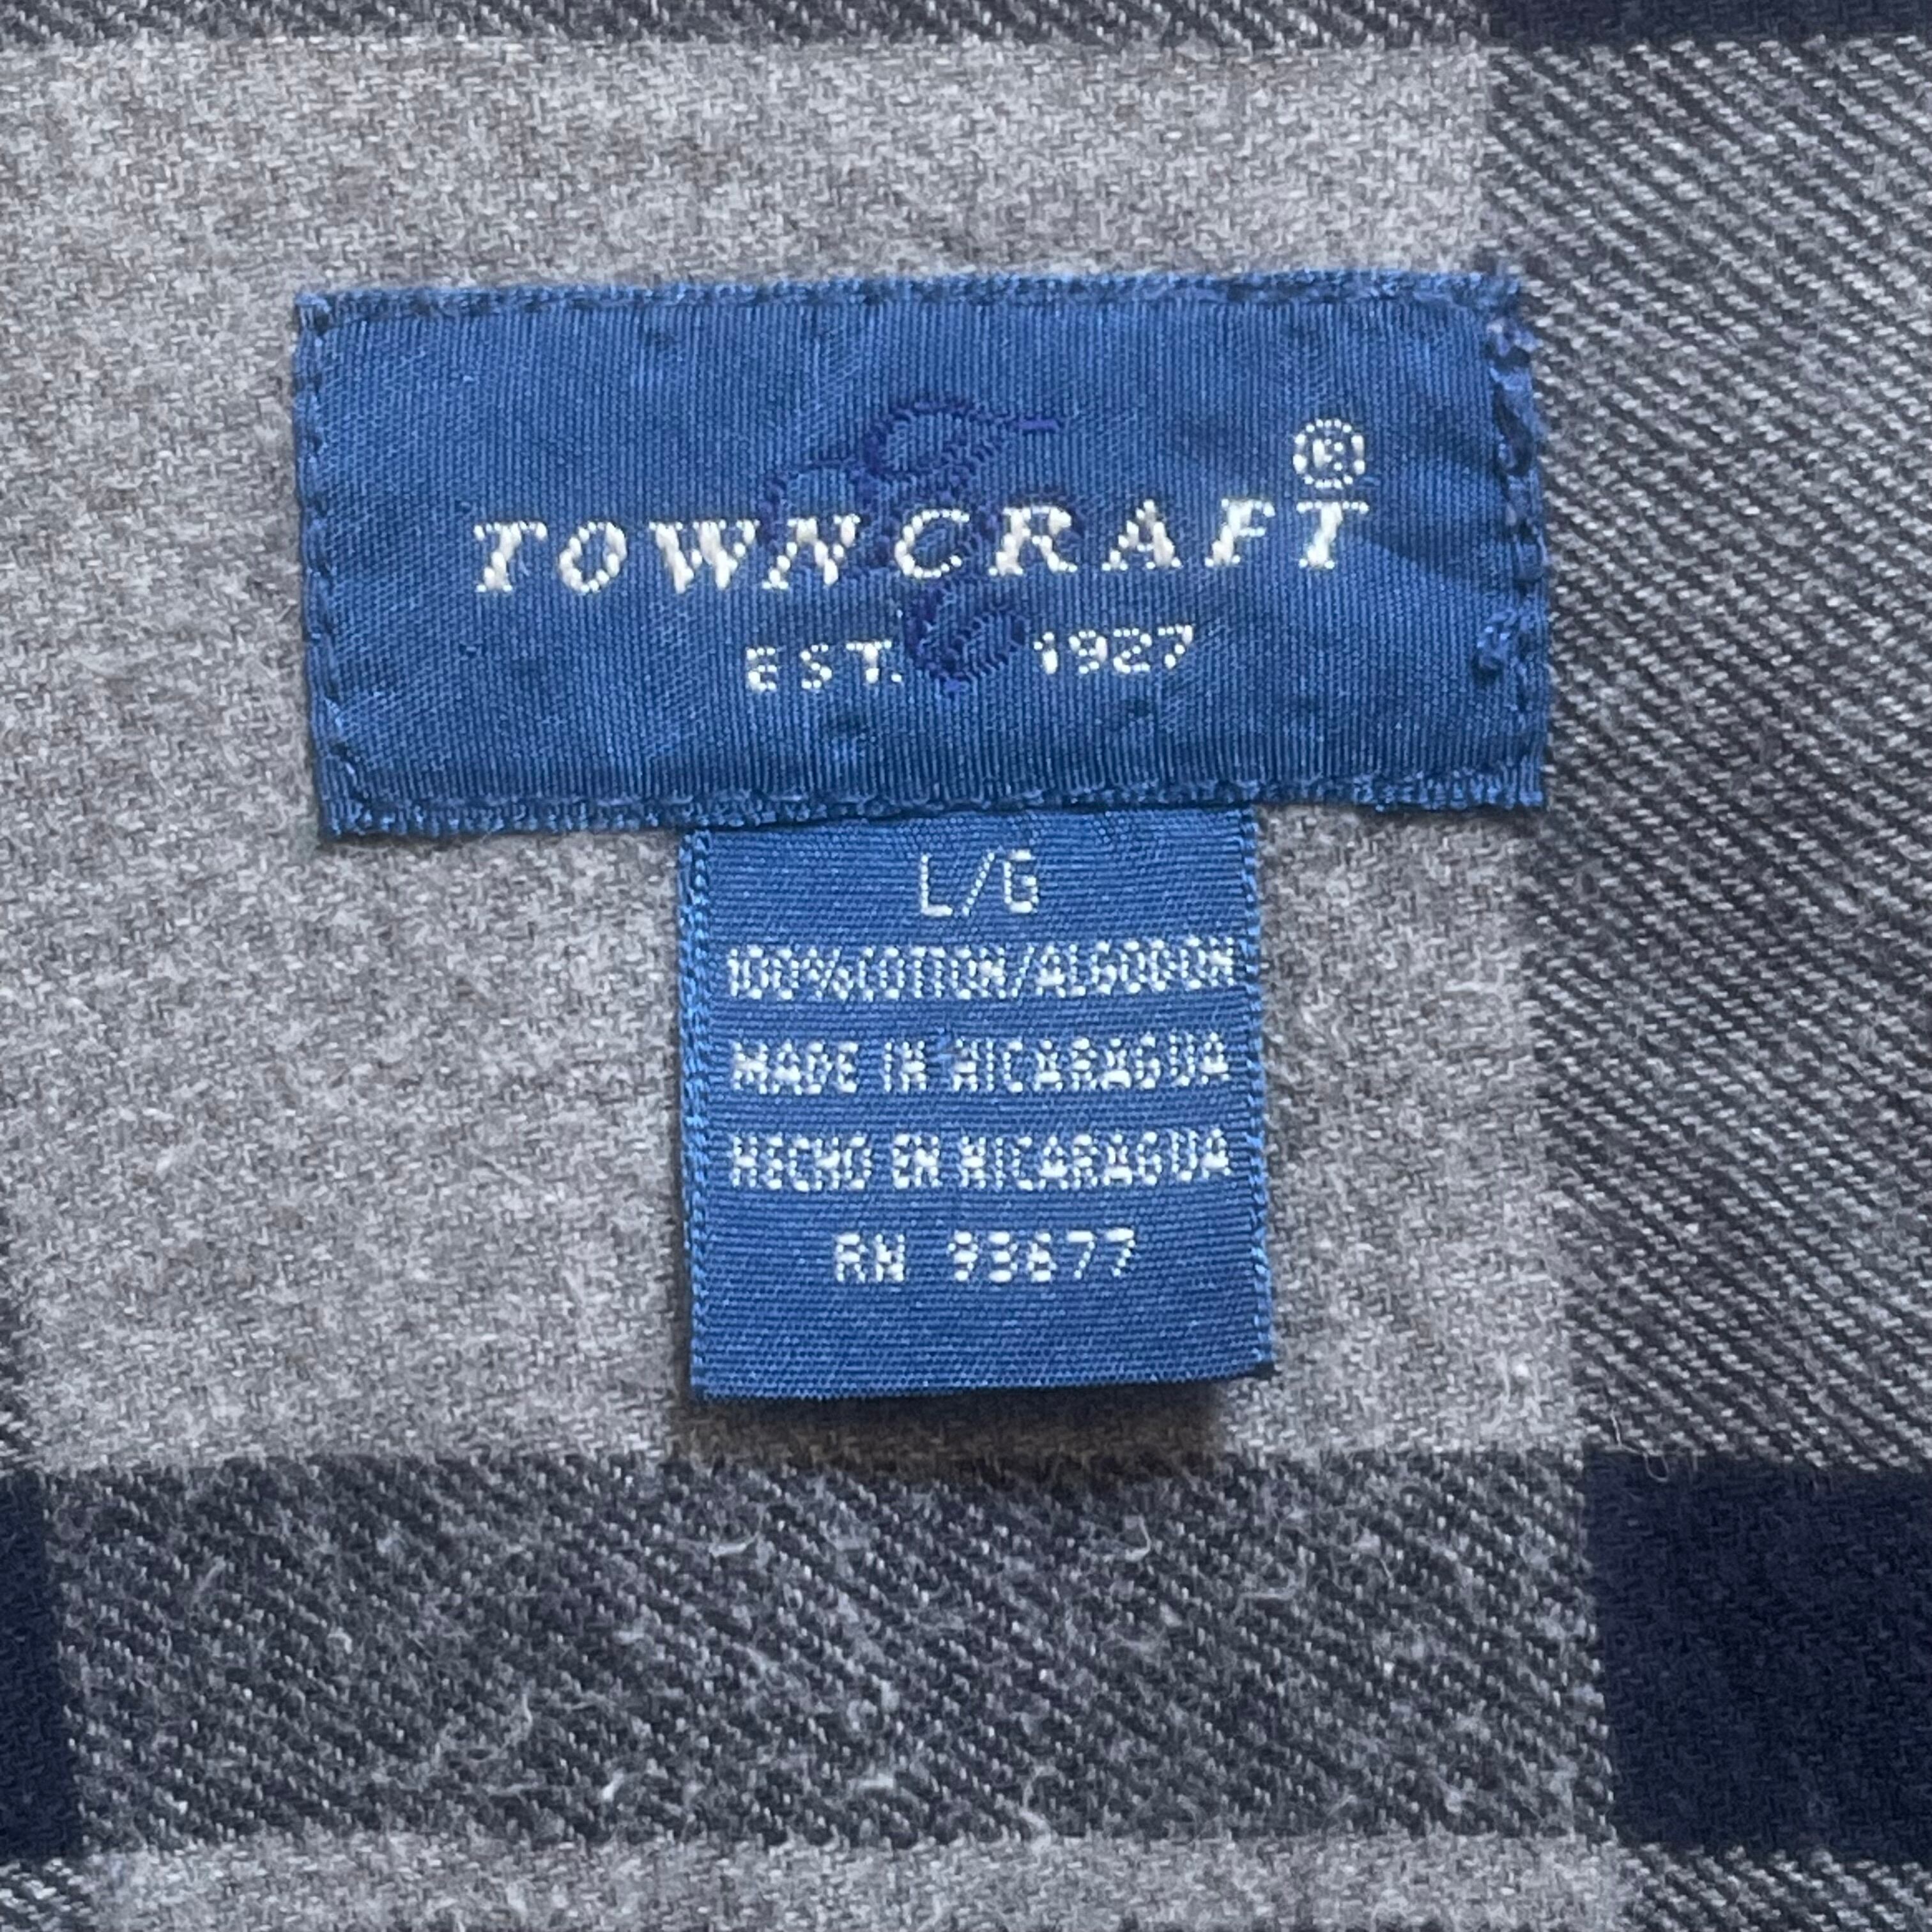 TOWNCRAFT®
EST. 1927
L/G
100%COTTON/ALGODON
MADE IN NICARAGUA
HECHO EN NICARAGUA
RN 93677